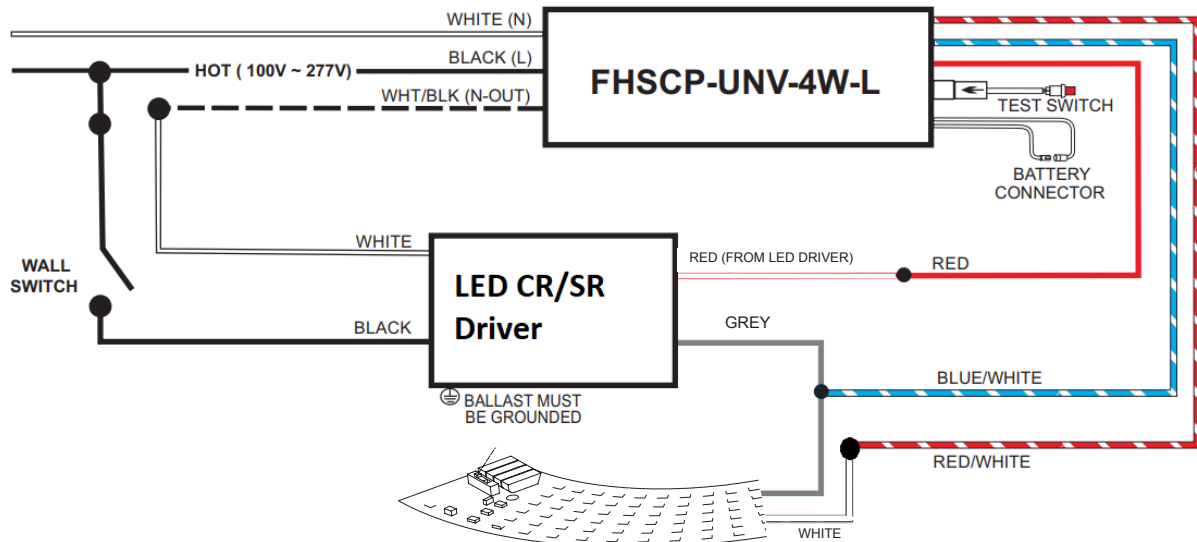 WHITE (N)
BLACK (L)
HOT ( 100V ~ 277V)
WHT/BLK (N-OUT)
FHSCP-UNV-4W-L
TEST SWITCH
BATTERY
CONNECTOR
WHITE
WALL
SWITCH
BLACK
LED CR/SR
Driver
RED (FROM LED DRIVER)
RED
GREY
BALLAST MUST
BE GROUNDED
BLUE/WHITE
RED/WHITE
WHITE